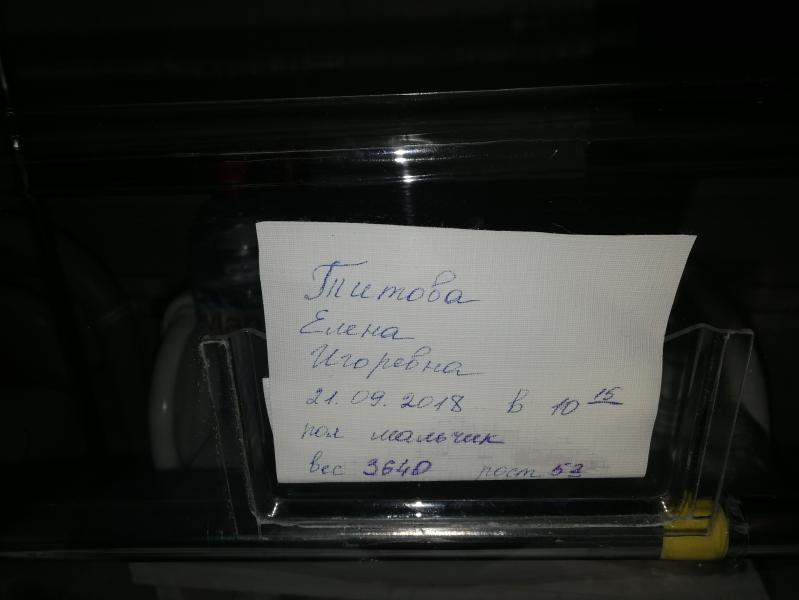 Титова
Елена
Игоревна
21.09.2018 в 10 15
пол мальчик
вес 3640 рост 53